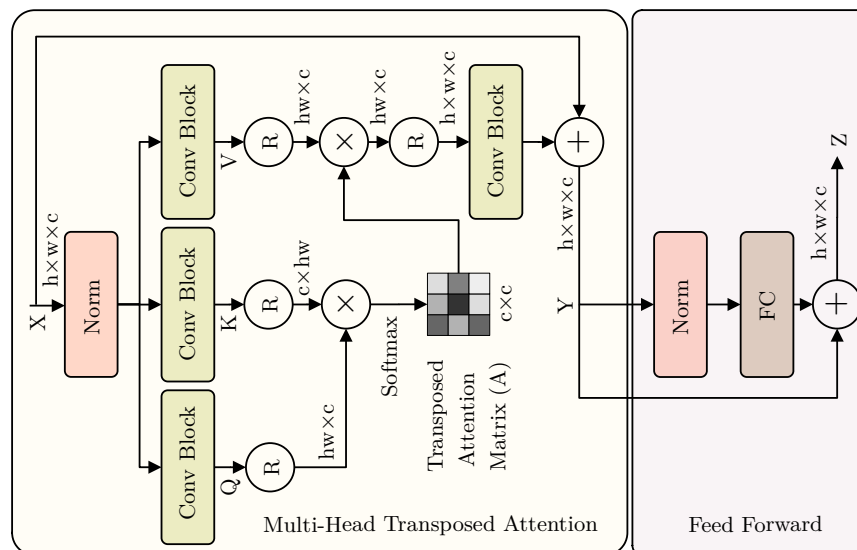 X
h×w×c
Norm
Conv Block
V
R
hw×c
×
hw×c
R
h×w×c
Conv Block
+
Conv Block
K
R
c×hw
×
Softmax
c×c
Transposed
Attention
Matrix (A)
Conv Block
Q
R
hw×c
h×w×c
Y
Multi-Head Transposed Attention
Norm
FC
+
h×w×c
Z
Feed Forward